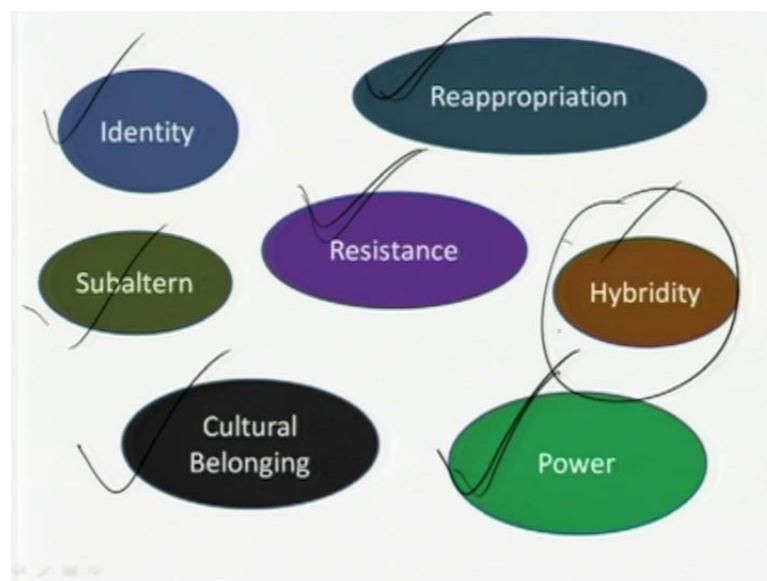 Identity
Reappropriation
Resistance
Subaltern
Hybridity
Cultural
Belonging
Power